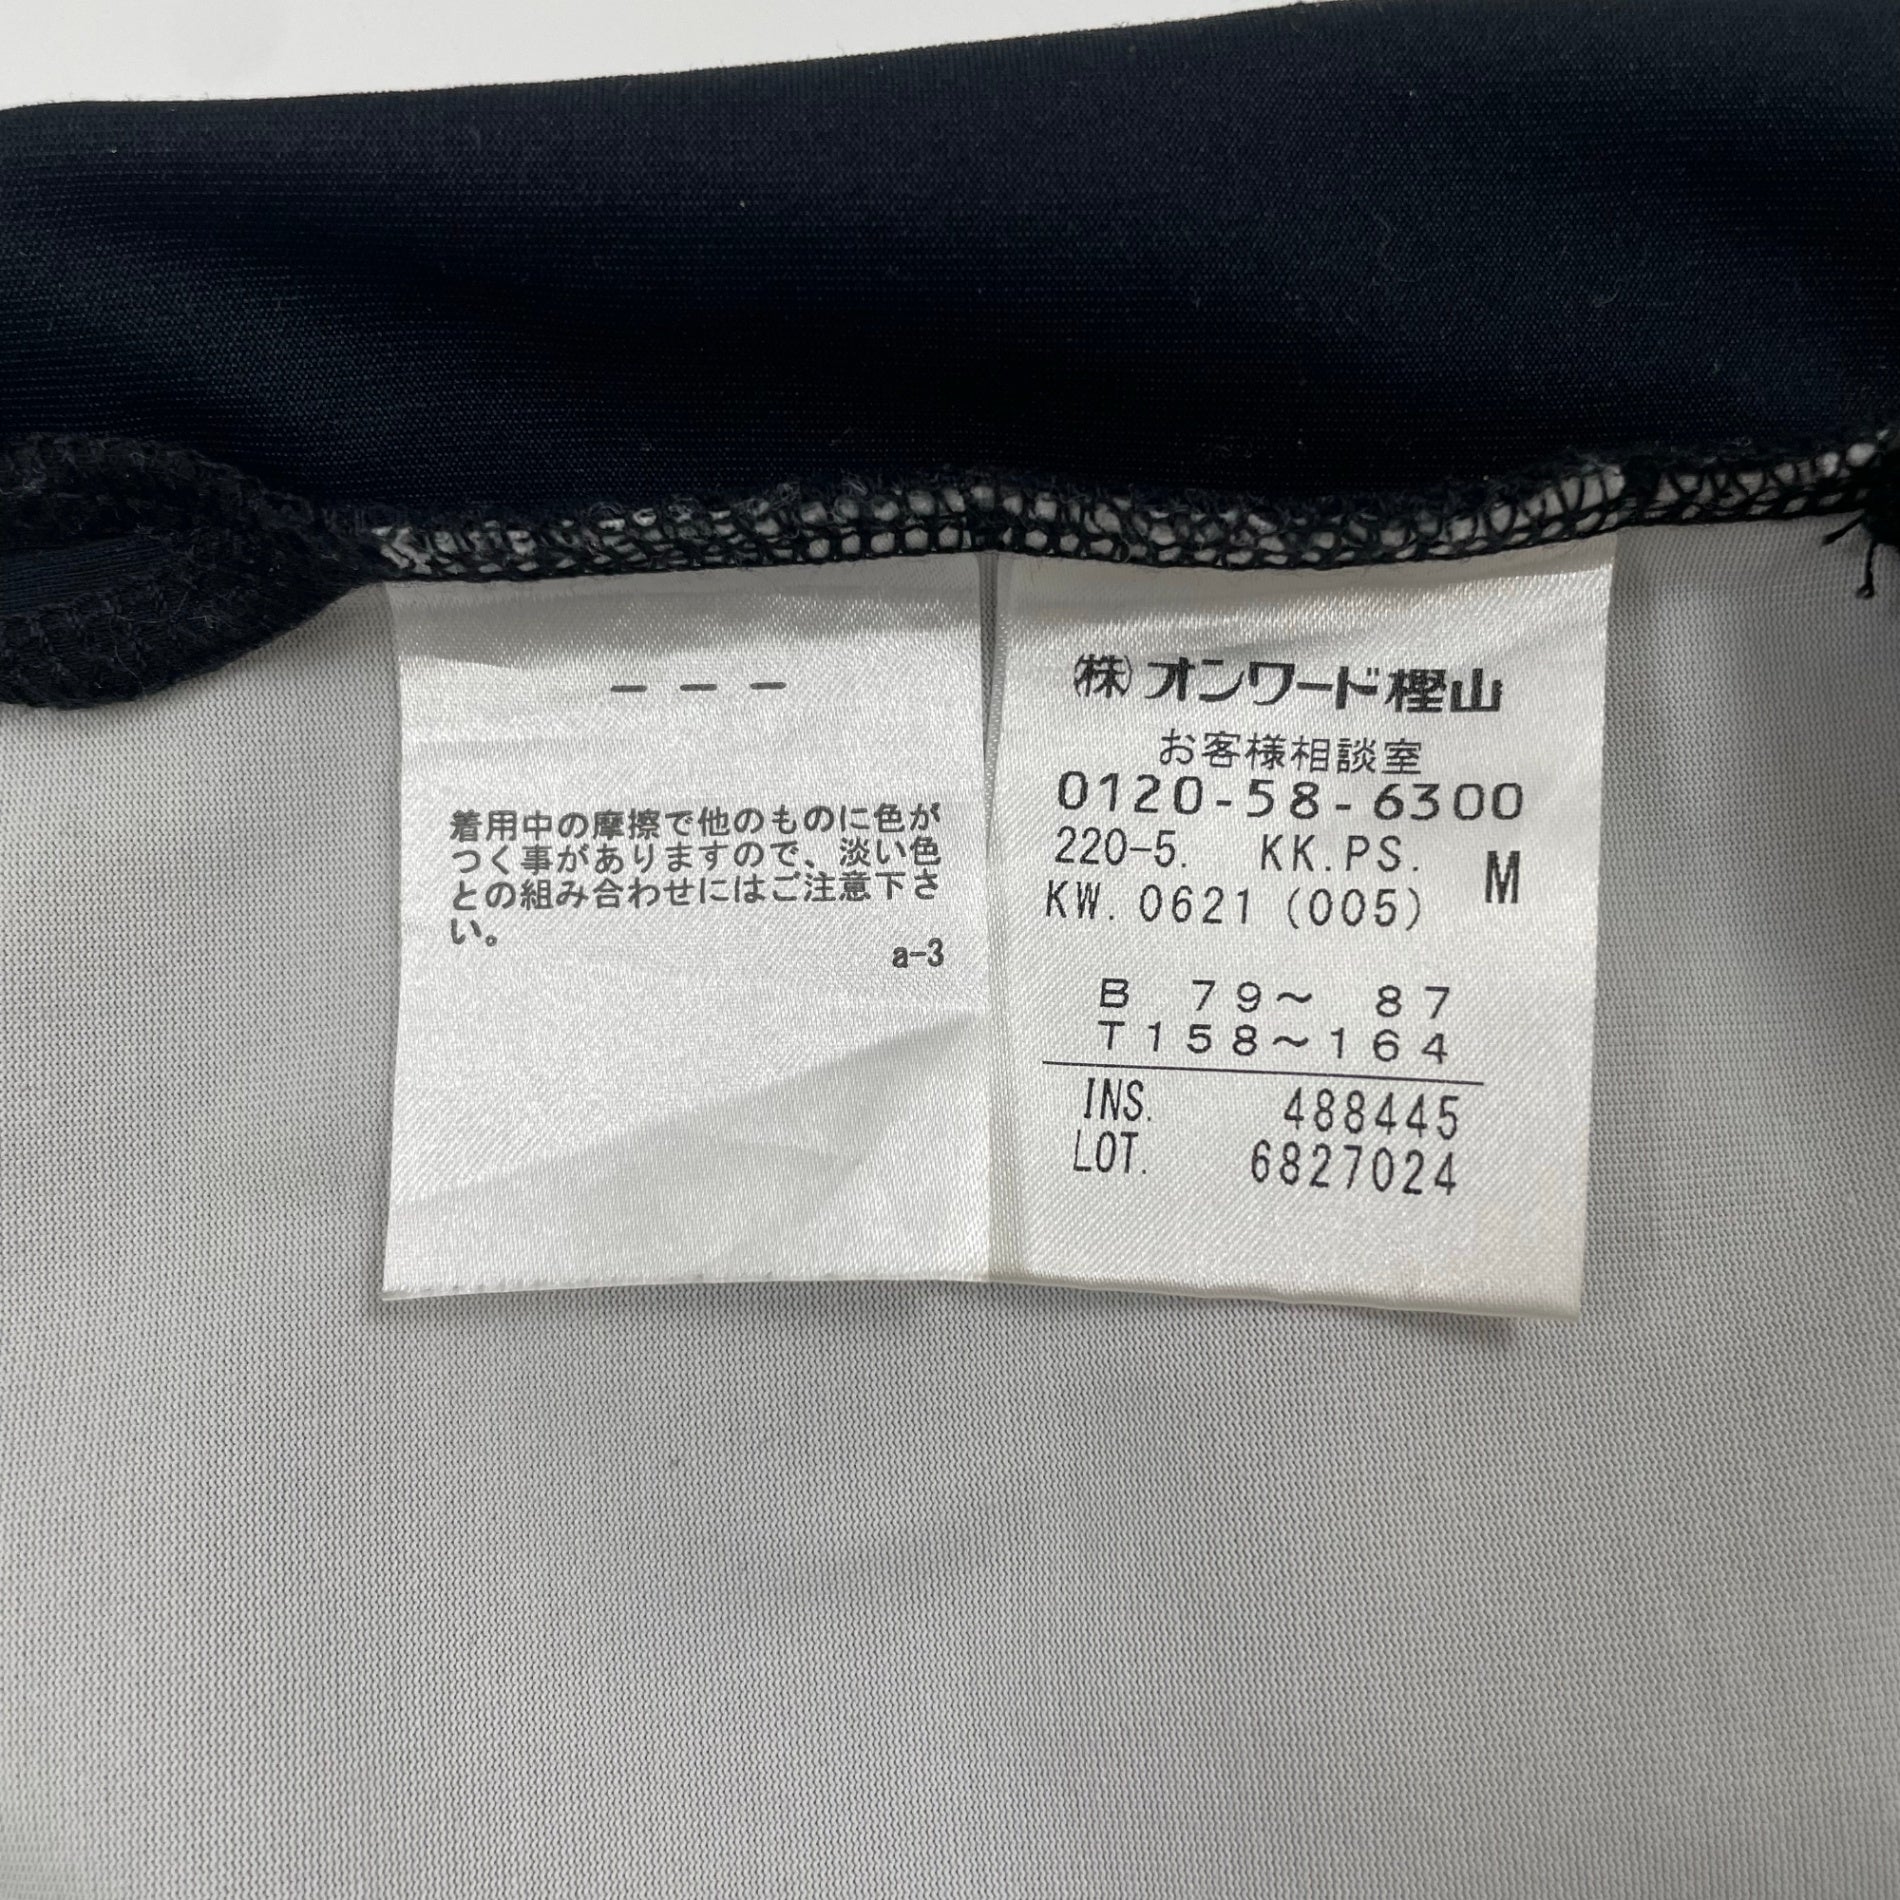 ― ― ―
着用中の摩擦で他のものに色が
つく事がありますので、淡い色
との組み合わせにはご注意下さ
い。
a-3
㈱オンワード樫山
お客様相談室
0120-58-6300
220-5. KK.PS.
M
KW.0621 (005)
B 79～ 87
T158～164
INS. 488445
LOT. 6827024